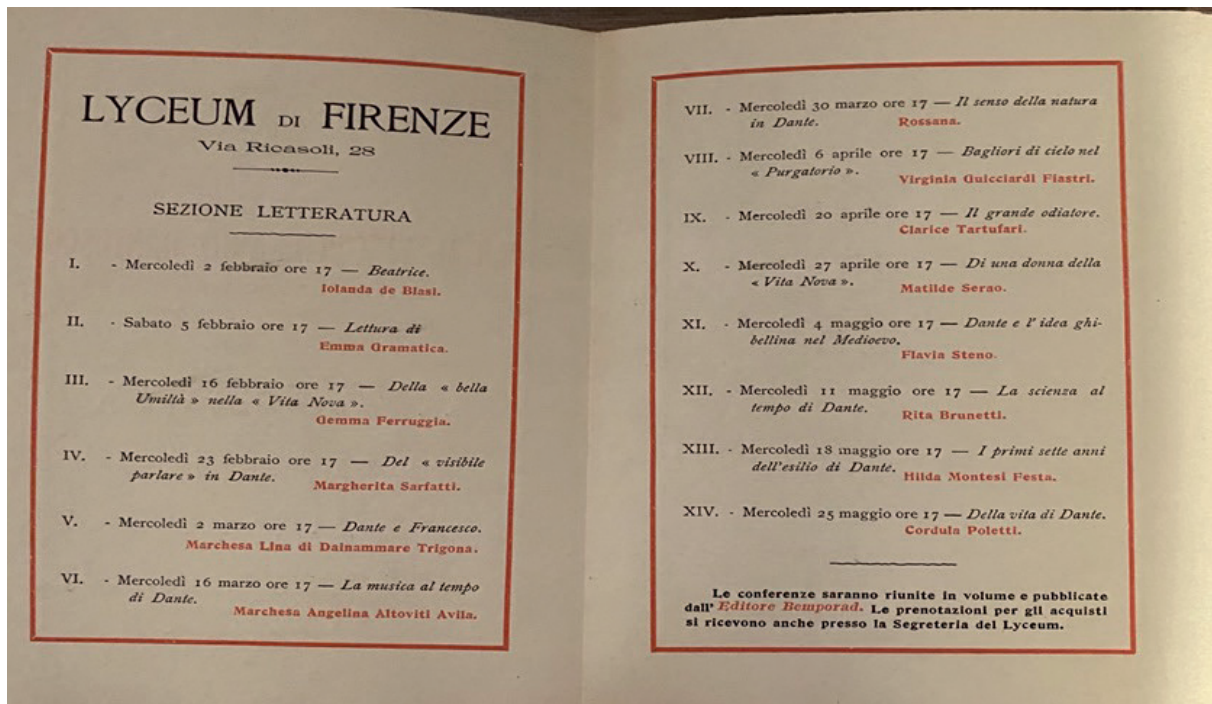 LYCEUM DI FIRENZE
Via Ricasoli, 28
SEZIONE LETTERATURA
I. - Mercoledì 2 febbraio ore 17 — Beatrice.
Iolanda de Blasi.
II. - Sabato 5 febbraio ore 17 — Lettura di
Emma Gramatica.
III. - Mercoledì 16 febbraio ore 17 — Della « bella
Umiltà » nella « Vita Nova ».
Gemma Ferruggia.
IV. - Mercoledì 23 febbraio ore 17 — Del « visibile
parlare » in Dante.
Margherita Sarfatti.
V. - Mercoledì 2 marzo ore 17 — Dante e Francesco.
Marchesa Lina di Dainammare Trigona.
VI. - Mercoledì 16 marzo ore 17 — La musica al tempo
di Dante.
Marchesa Angelina Altoviti Avila.
VII. - Mercoledì 30 marzo ore 17 — Il senso della natura
in Dante. Rossana.
VIII. - Mercoledì 6 aprile ore 17 — Bagliori di cielo nel
« Purgatorio ».
Virginia Guicciardi Fiastri.
IX. - Mercoledì 20 aprile ore 17 — Il grande odiatore.
Clarice Tartufari.
X. - Mercoledì 27 aprile ore 17 — Di una donna della
« Vita Nova ».
Matilde Serao.
XI. - Mercoledì 4 maggio ore 17 — Dante e l'idea ghi-
bellina nel Medioevo.
Flavia Steno.
XII. - Mercoledì 11 maggio ore 17 — La scienza al
tempo di Dante.
Rita Brunetti.
XIII. - Mercoledì 18 maggio ore 17 — I primi sette anni
dell'esilio di Dante.
Hilda Montesi Festa.
XIV. - Mercoledì 25 maggio ore 17 — Della vita di Dante.
Cordula Poletti.
Le conferenze saranno riunite in volume e pubblicate
dall' Editore Bemporad. Le prenotazioni per gli acquisti
si ricevono anche presso la Segreteria del Lyceum.